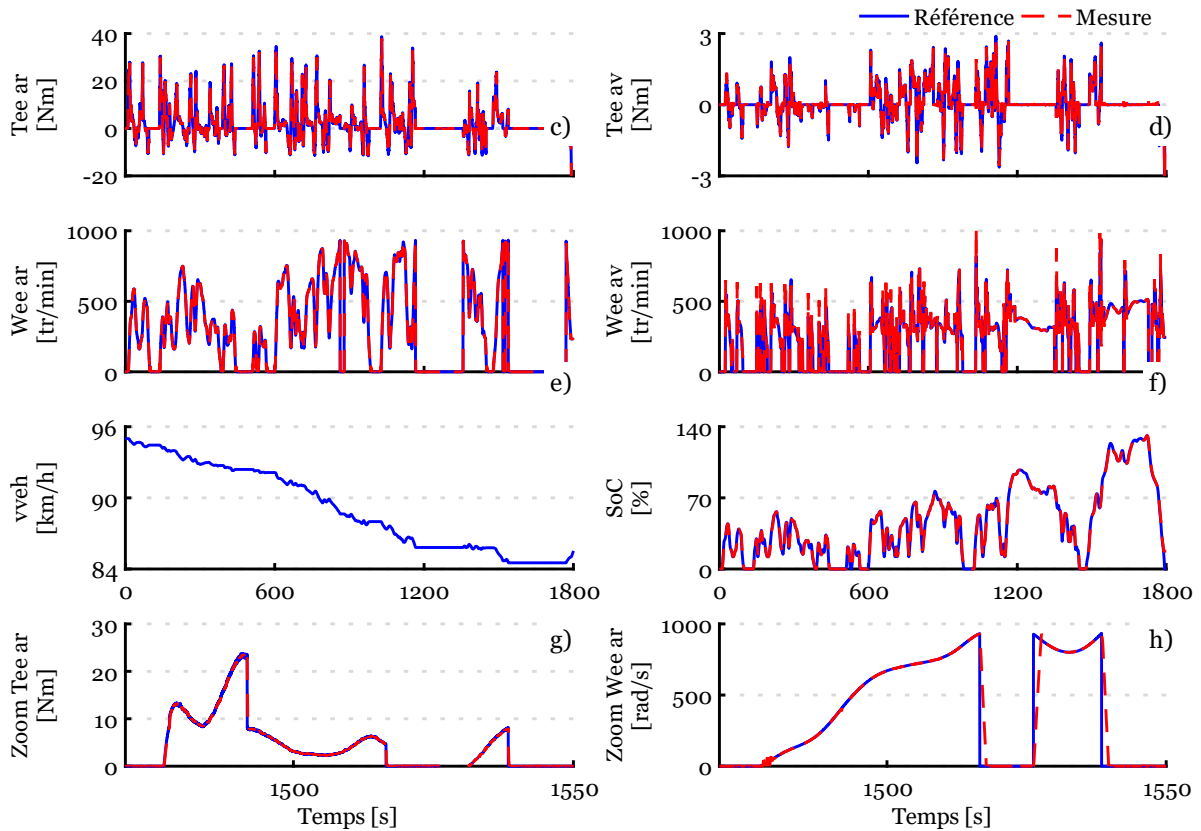 Référence Mesure
40
20
0
-20
Tee ar
[Nm]
c)
3
0
-3
Tee av
[Nm]
d)
1000
500
0
Wee ar
[tr/min]
e)
1000
500
0
Wee av
[tr/min]
f)
96
90
84
vveh
[km/h]
0 600 1200 1800
140
70
0
SoC
[%]
0 600 1200 1800
30
20
10
0
Zoom Tee ar
[Nm]
g)
1500 1550
Temps [s]
1000
500
0
Zoom Wee ar
[rad/s]
h)
1500 1550
Temps [s]